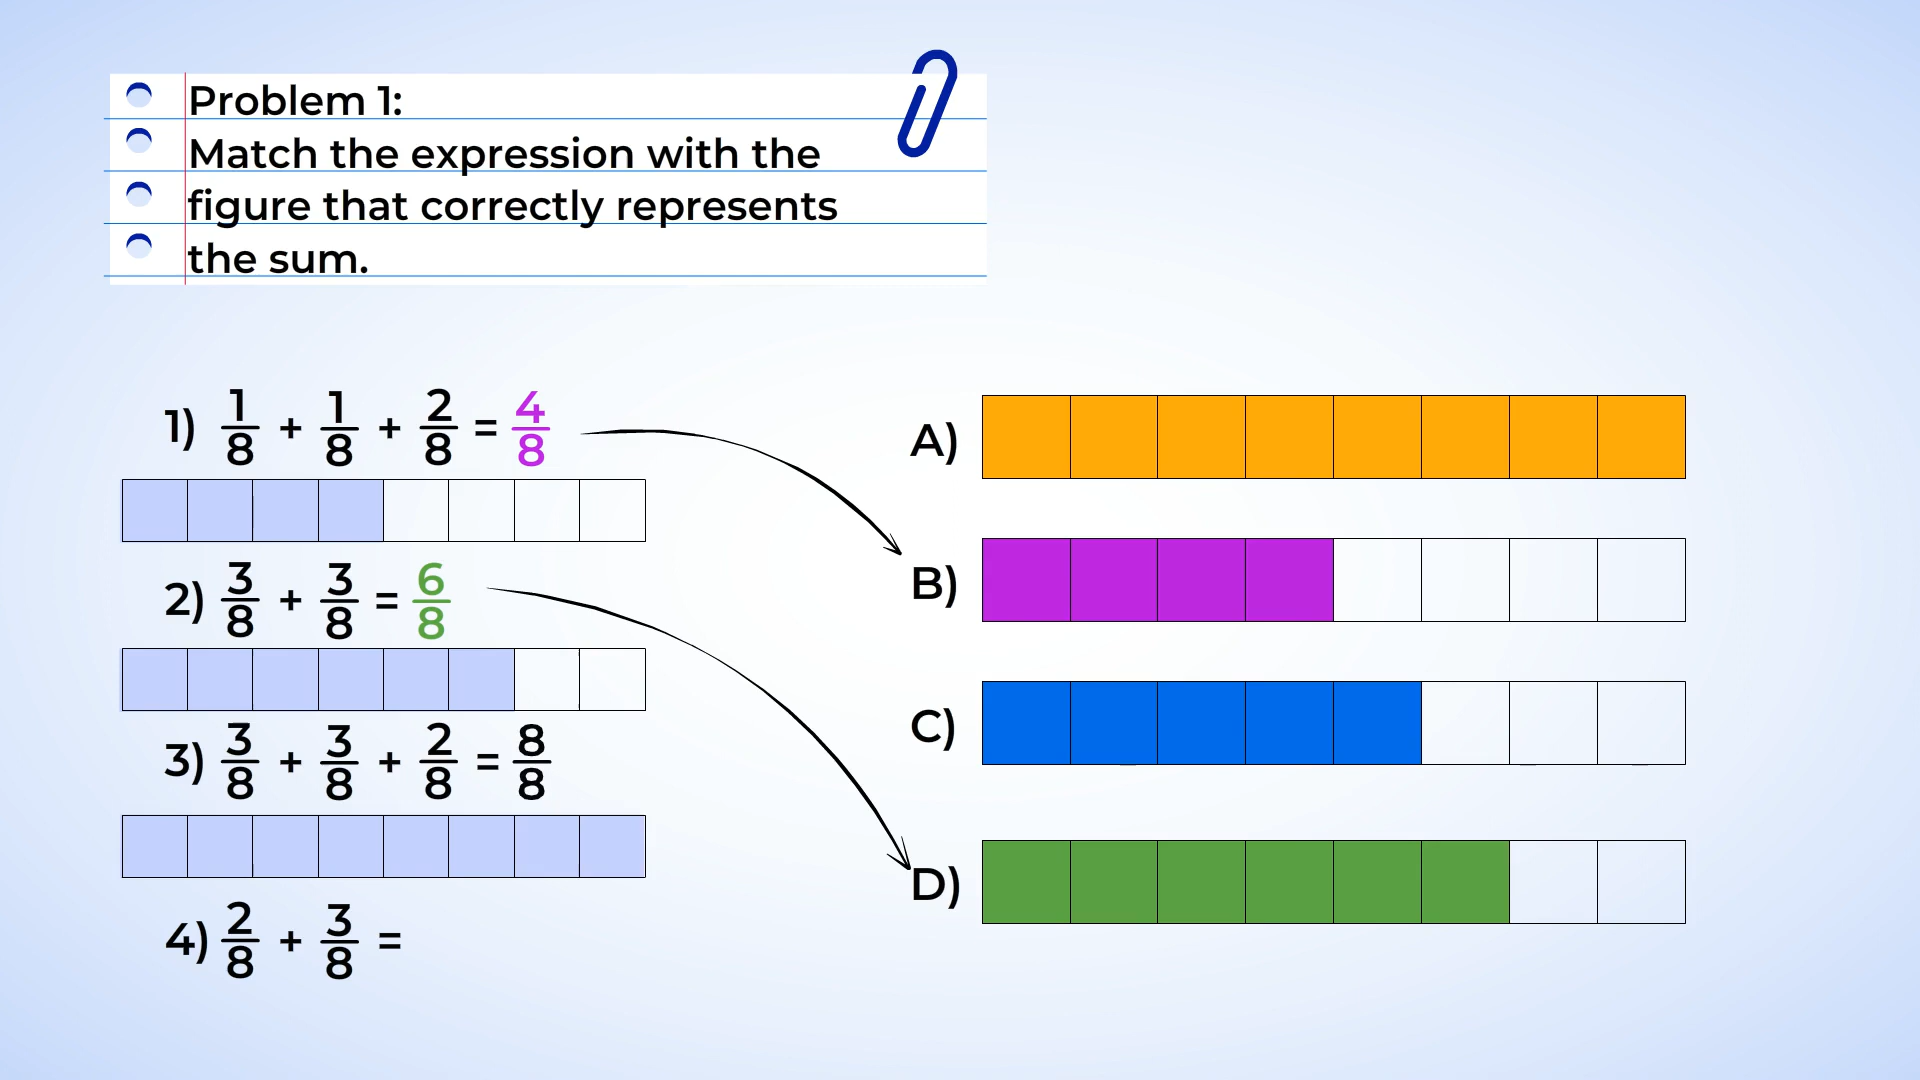 Problem 1:
Match the expression with the
figure that correctly represents
the sum.
1) 1/8 + 1/8 + 2/8 = 4/8
2) 3/8 + 3/8 = 6/8
3) 3/8 + 3/8 + 2/8 = 8/8
4) 2/8 + 3/8 =
A)
B)
C)
D)